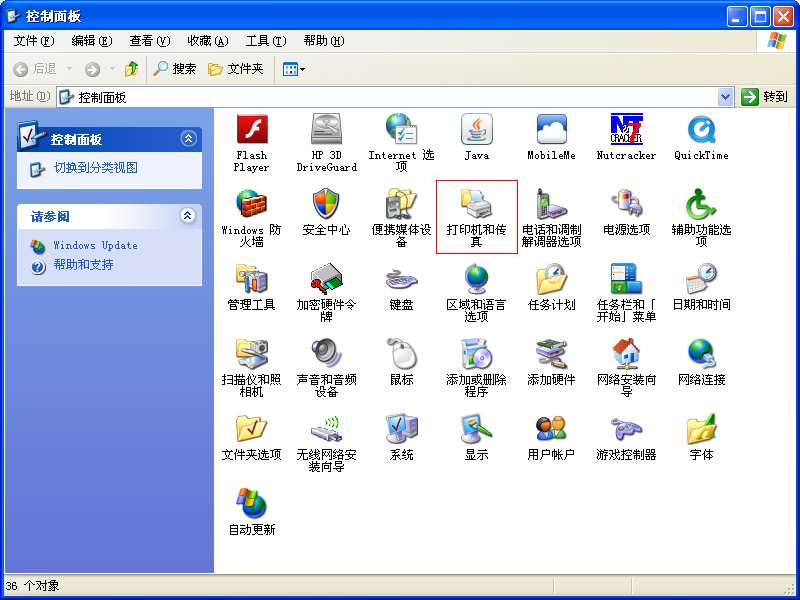 控制面板
文件(F) 编辑(E) 查看(V) 收藏(A) 工具(T) 帮助(H)
后退 搜索 文件夹
地址(D) 控制面板 转到
控制面板
切换到分类视图
请参阅
Windows Update
帮助和支持
Flash
Player
HP 3D
DriveGuard
Internet 选
项
Java
MobileMe
NUT
CRACKER
7
Nutcracker
QuickTime
Windows 防
火墙
安全中心
便携媒体设
备
打印机和传
真
电话和调制
解调器选项
电源选项
辅助功能选
项
管理工具
加密硬件令
牌
键盘
区域和语言
选项
任务计划
任务栏和「
开始」菜单
日期和时间
扫描仪和照
相机
声音和音频
设备
鼠标
添加或删除
程序
添加硬件
网络安装向
导
网络连接
文件夹选项
无线网络安
装向导
系统
显示
用户帐户
游戏控制器
字体
自动更新
36 个对象